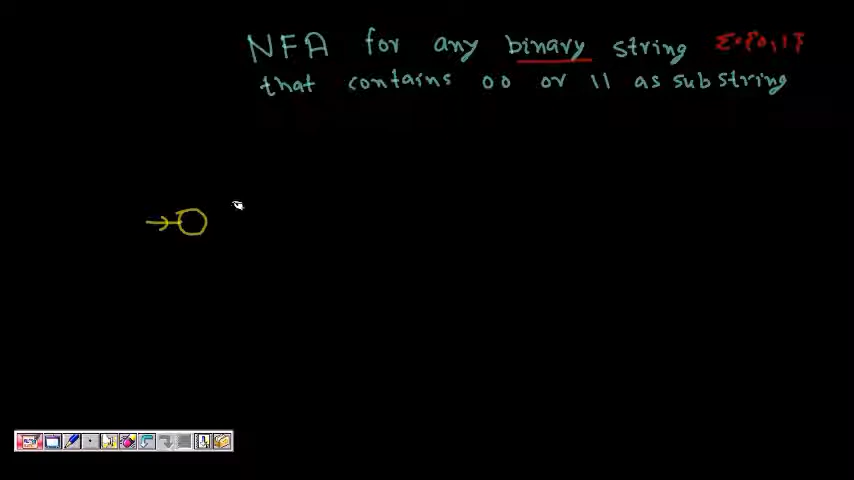 NFA for any binary string Σ={0,1}
that contains 00 or 11 as substring